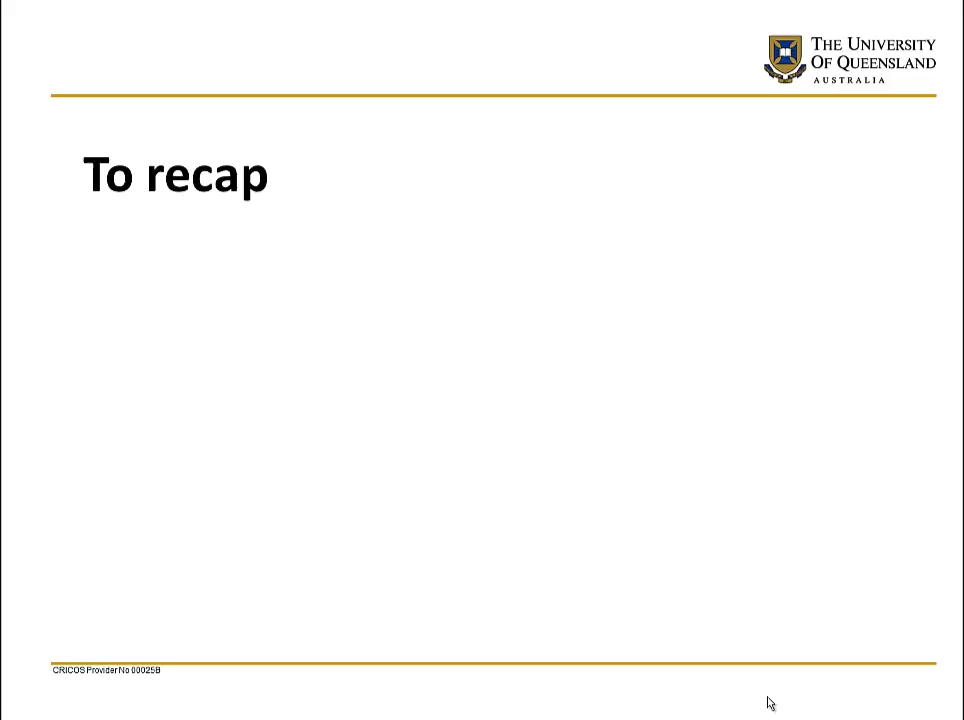 THE UNIVERSITY
OF QUEENSLAND
AUSTRALIA
To recap
CRICOS Provider No 00025B